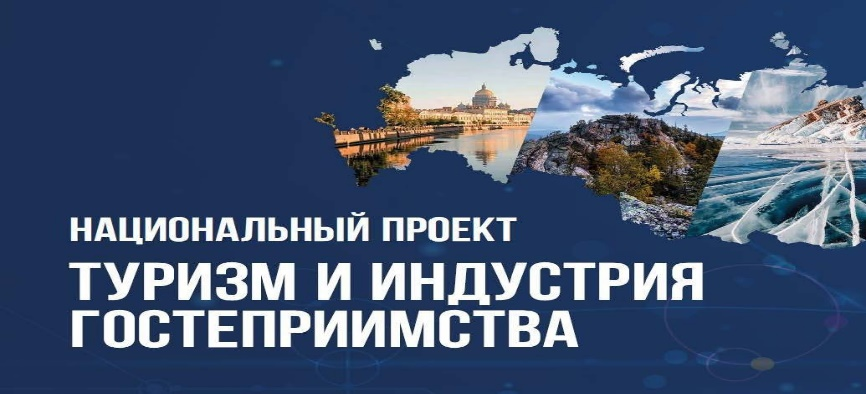 НАЦИОНАЛЬНЫЙ ПРОЕКТ
ТУРИЗМ И ИНДУСТРИЯ
ГОСТЕПРИИМСТВА